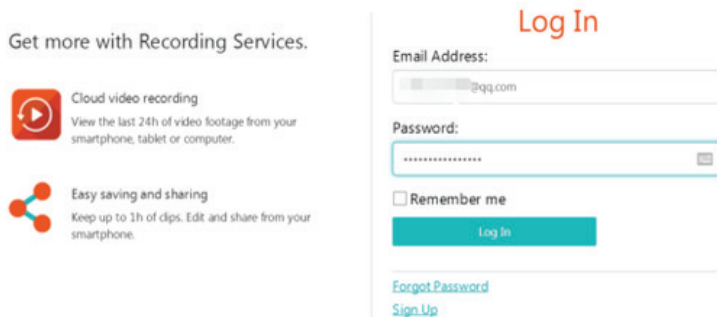 Get more with Recording Services.
Cloud video recording
View the last 24h of video footage from your
smartphone, tablet or computer.
Easy saving and sharing
Keep up to 1h of clips. Edit and share from your
smartphone.
Log In
Email Address:
@qq.com
Password:
Remember me
Log In
Forgot Password
Sign Up